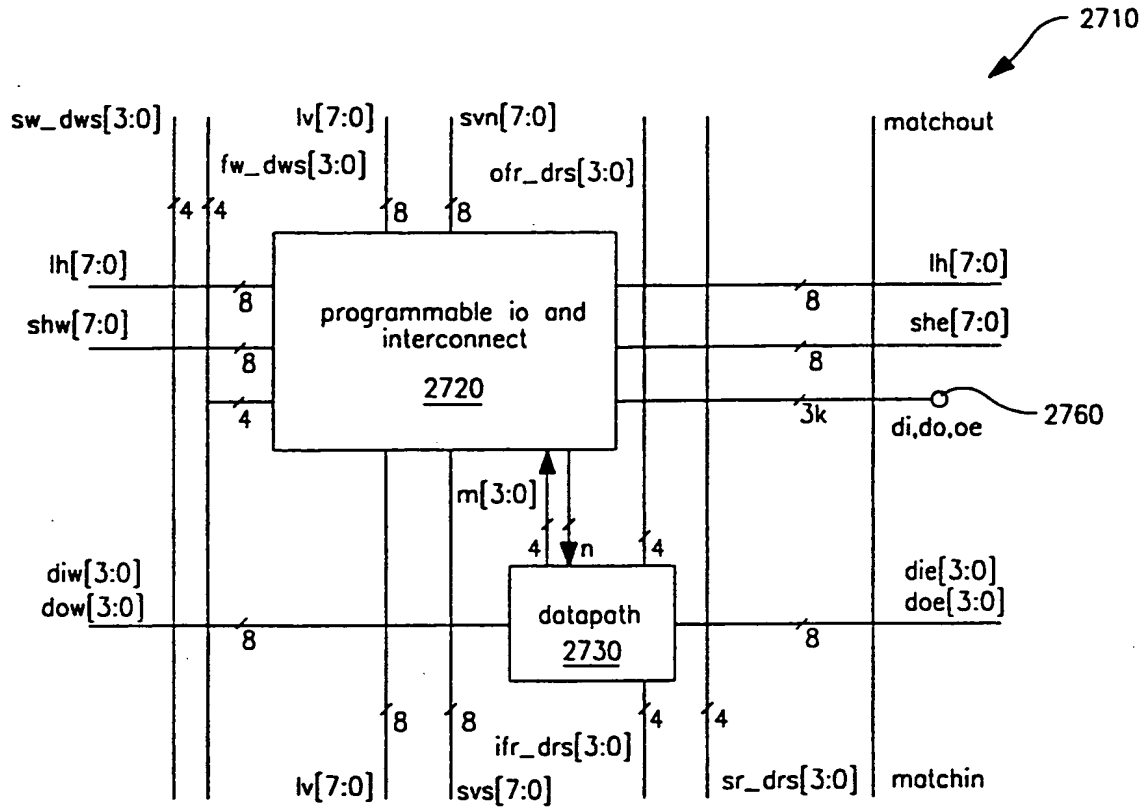 2710
sw_dws[3:0]
lv[7:0]
svn[7:0]
matchout
fw_dws[3:0]
ofr_drs[3:0]
4
4
8
8
lh[7:0]
lh[7:0]
8
8
programmable io and
interconnect
shw[7:0]
she[7:0]
8
8
2720
4
3k
2760
di,do,oe
m[3:0]
4
n
4
diw[3:0]
die[3:0]
dow[3:0]
doe[3:0]
datapath
8
8
2730
8
8
4
4
ifr_drs[3:0]
lv[7:0]
svs[7:0]
sr_drs[3:0]
matchin